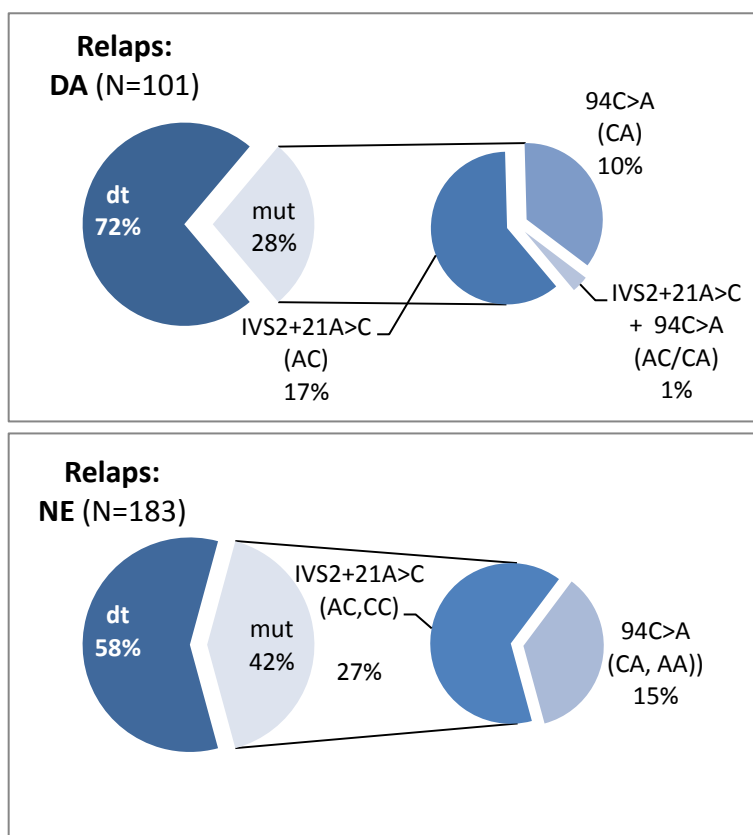 Relaps:
DA (N=101)
dt
72%
mut
28%
94C>A
(CA)
10%
IVS2+21A>C
(AC)
17%
IVS2+21A>C
+ 94C>A
(AC/CA)
1%
Relaps:
NE (N=183)
dt
58%
mut
42%
IVS2+21A>C
(AC,CC)
27%
94C>A
(CA, AA))
15%